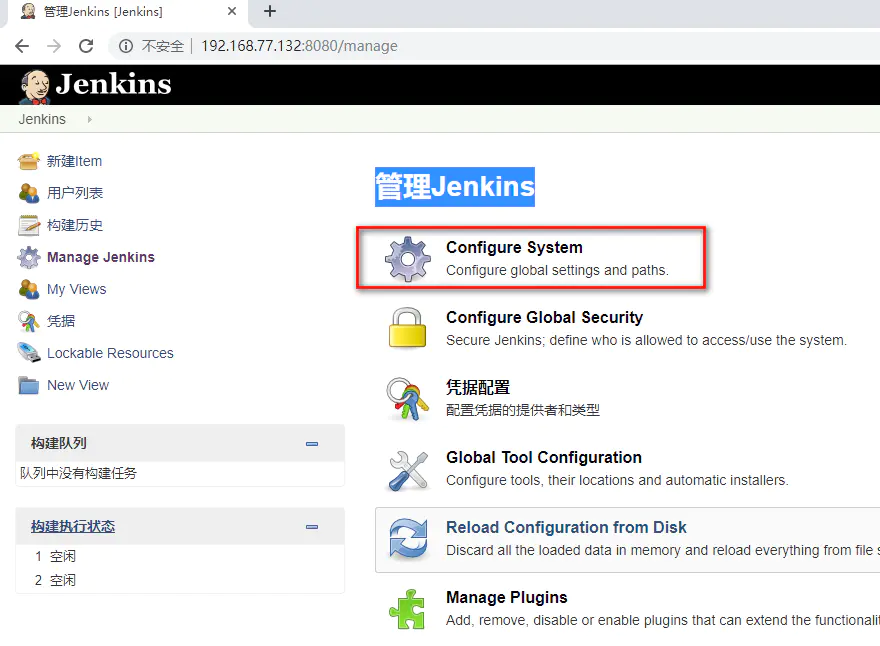 管理Jenkins [Jenkins]
不安全 192.168.77.132:8080/manage
Jenkins
Jenkins
新建Item
用户列表
构建历史
Manage Jenkins
My Views
凭据
Lockable Resources
New View
构建队列
队列中没有构建任务
构建执行状态
1 空闲
2 空闲
管理Jenkins
Configure System
Configure global settings and paths.
Configure Global Security
Secure Jenkins; define who is allowed to access/use the system.
凭据配置
配置凭据的提供者和类型
Global Tool Configuration
Configure tools, their locations and automatic installers.
Reload Configuration from Disk
Discard all the loaded data in memory and reload everything from file s
Manage Plugins
Add, remove, disable or enable plugins that can extend the functionalit